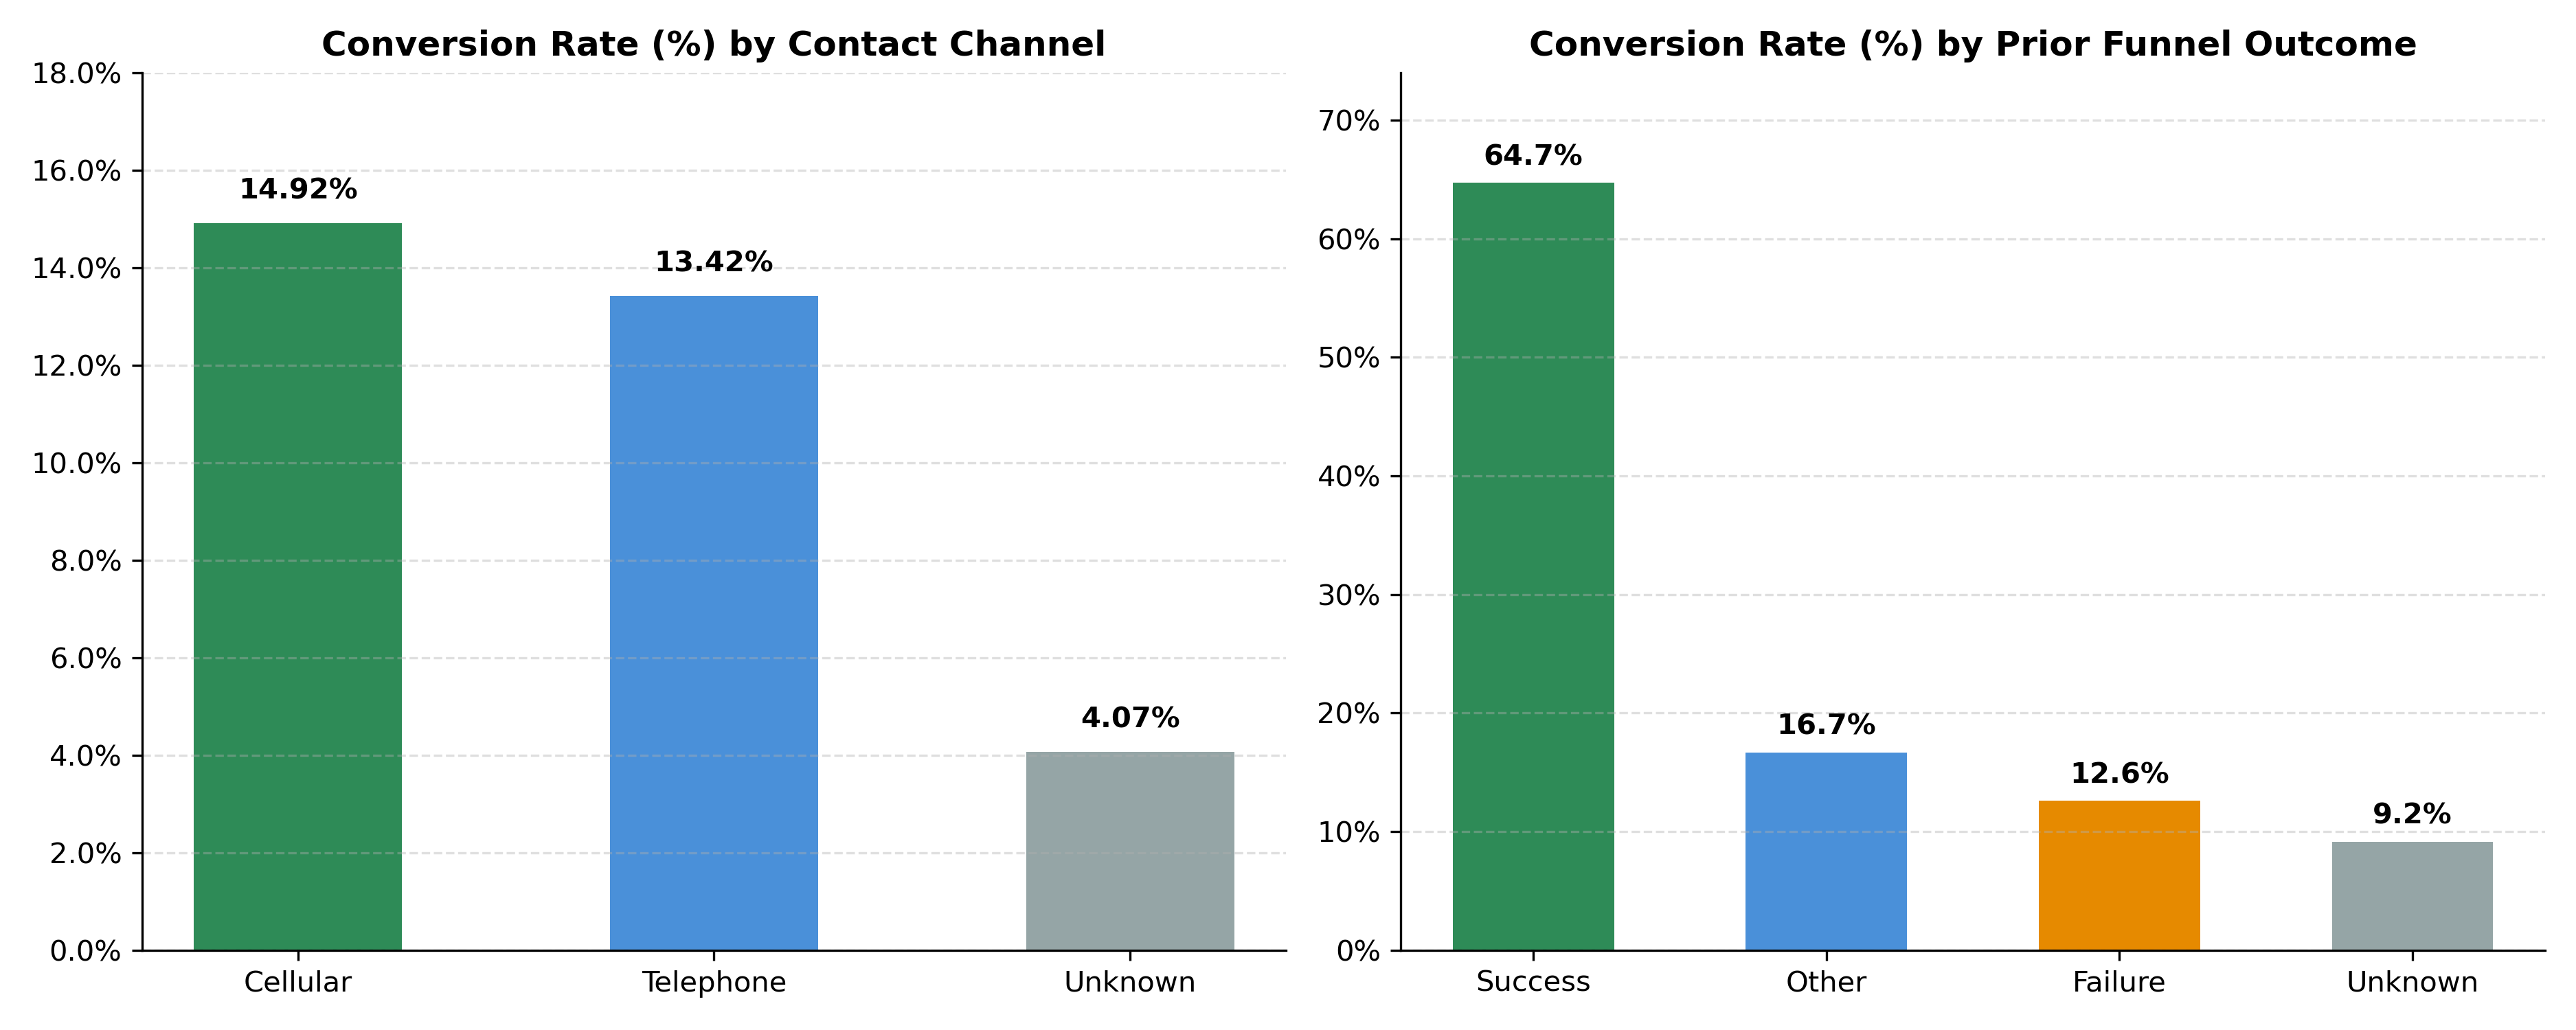 Conversion Rate (%) by Contact Channel
18.0%
16.0%
14.0%
12.0%
10.0%
8.0%
6.0%
4.0%
2.0%
0.0%
14.92%
13.42%
4.07%
Cellular
Telephone
Unknown
Conversion Rate (%) by Prior Funnel Outcome
70%
60%
50%
40%
30%
20%
10%
0%
64.7%
16.7%
12.6%
9.2%
Success
Other
Failure
Unknown